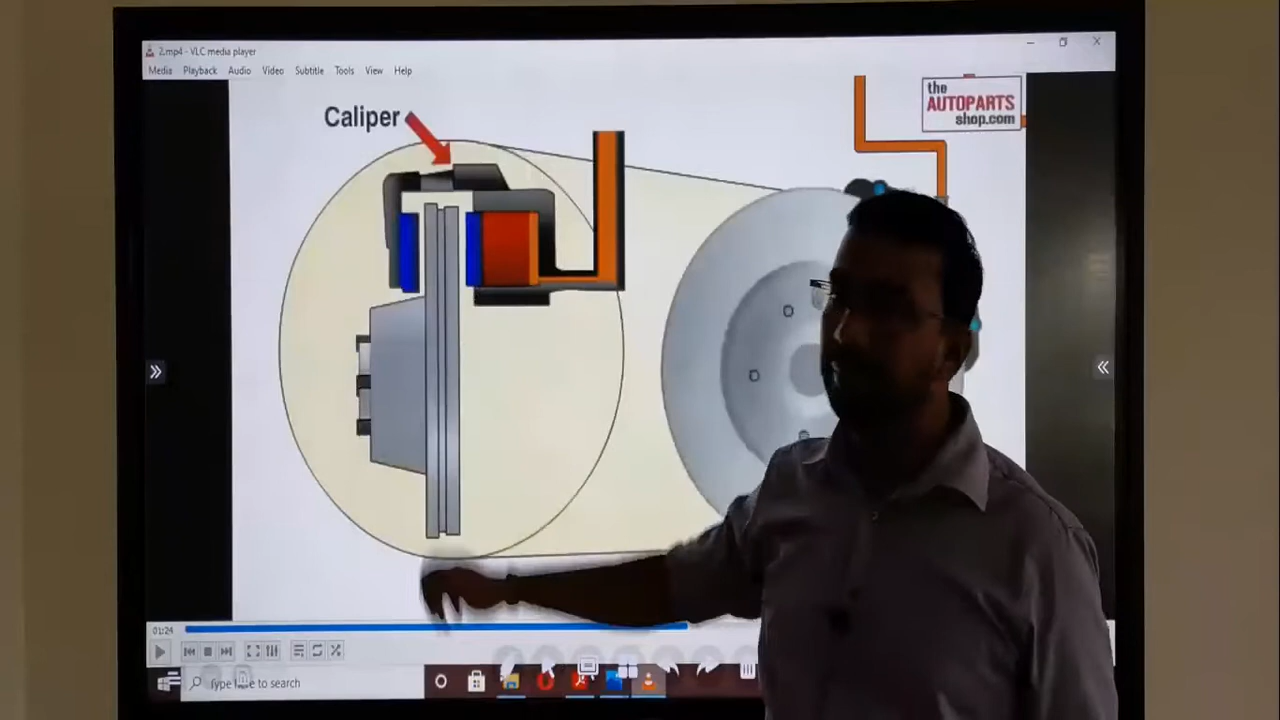 2.mp4 - VLC media player
Media Playback Audio Video Subtitle Tools View Help
the
AUTOPARTS
shop.com
Caliper
01:24
Type here to search